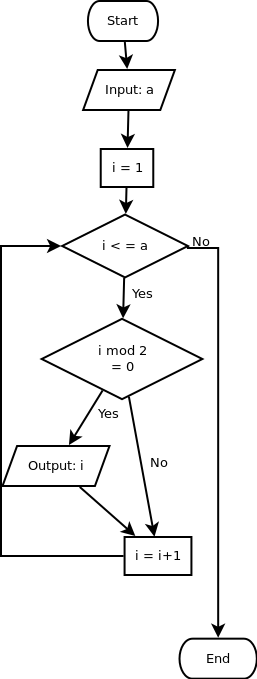 Start
Input: a
i = 1
i < = a
No
Yes
i mod 2
= 0
Yes
Output: i
No
i = i+1
End